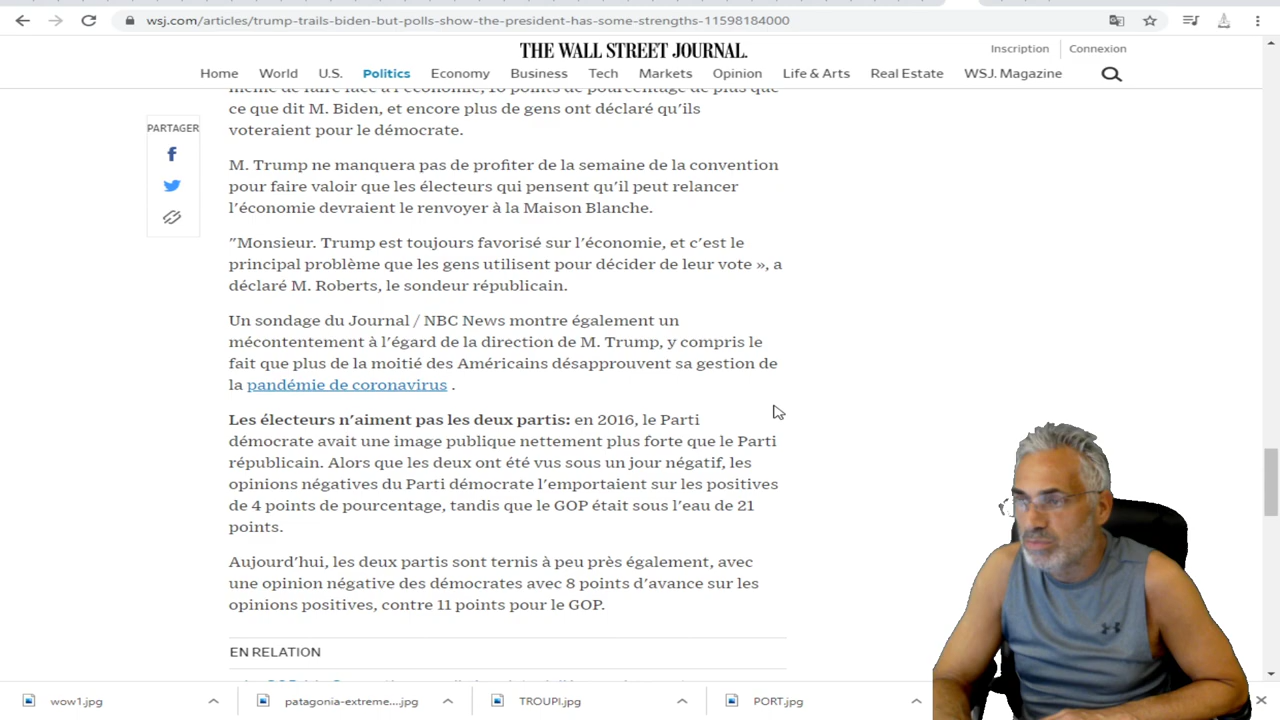 wsj.com/articles/trump-trails-biden-but-polls-show-the-president-has-some-strengths-11598184000
THE WALL STREET JOURNAL.
Inscription
Connexion
Home World U.S. Politics Economy Business Tech Markets Opinion Life & Arts Real Estate WSJ. Magazine
PARTAGER
ce que dit M. Biden, et encore plus de gens ont déclaré qu'ils
voteraient pour le démocrate.
M. Trump ne manquera pas de profiter de la semaine de la convention
pour faire valoir que les électeurs qui pensent qu'il peut relancer
l'économie devraient le renvoyer à la Maison Blanche.
"Monsieur. Trump est toujours favorisé sur l'économie, et c'est le
principal problème que les gens utilisent pour décider de leur vote », a
déclaré M. Roberts, le sondeur républicain.
Un sondage du Journal / NBC News montre également un
mécontentement à l'égard de la direction de M. Trump, y compris le
fait que plus de la moitié des Américains désapprouvent sa gestion de
la pandémie de coronavirus .
Les électeurs n'aiment pas les deux partis: en 2016, le Parti
démocrate avait une image publique nettement plus forte que le Parti
républicain. Alors que les deux ont été vus sous un jour négatif, les
opinions négatives du Parti démocrate l'emportaient sur les positives
de 4 points de pourcentage, tandis que le GOP était sous l'eau de 21
points.
Aujourd'hui, les deux partis sont ternis à peu près également, avec
une opinion négative des démocrates avec 8 points d'avance sur les
opinions positives, contre 11 points pour le GOP.
EN RELATION
wow1.jpg
patagonia-extreme....jpg
TROUPI.jpg
PORT.jpg